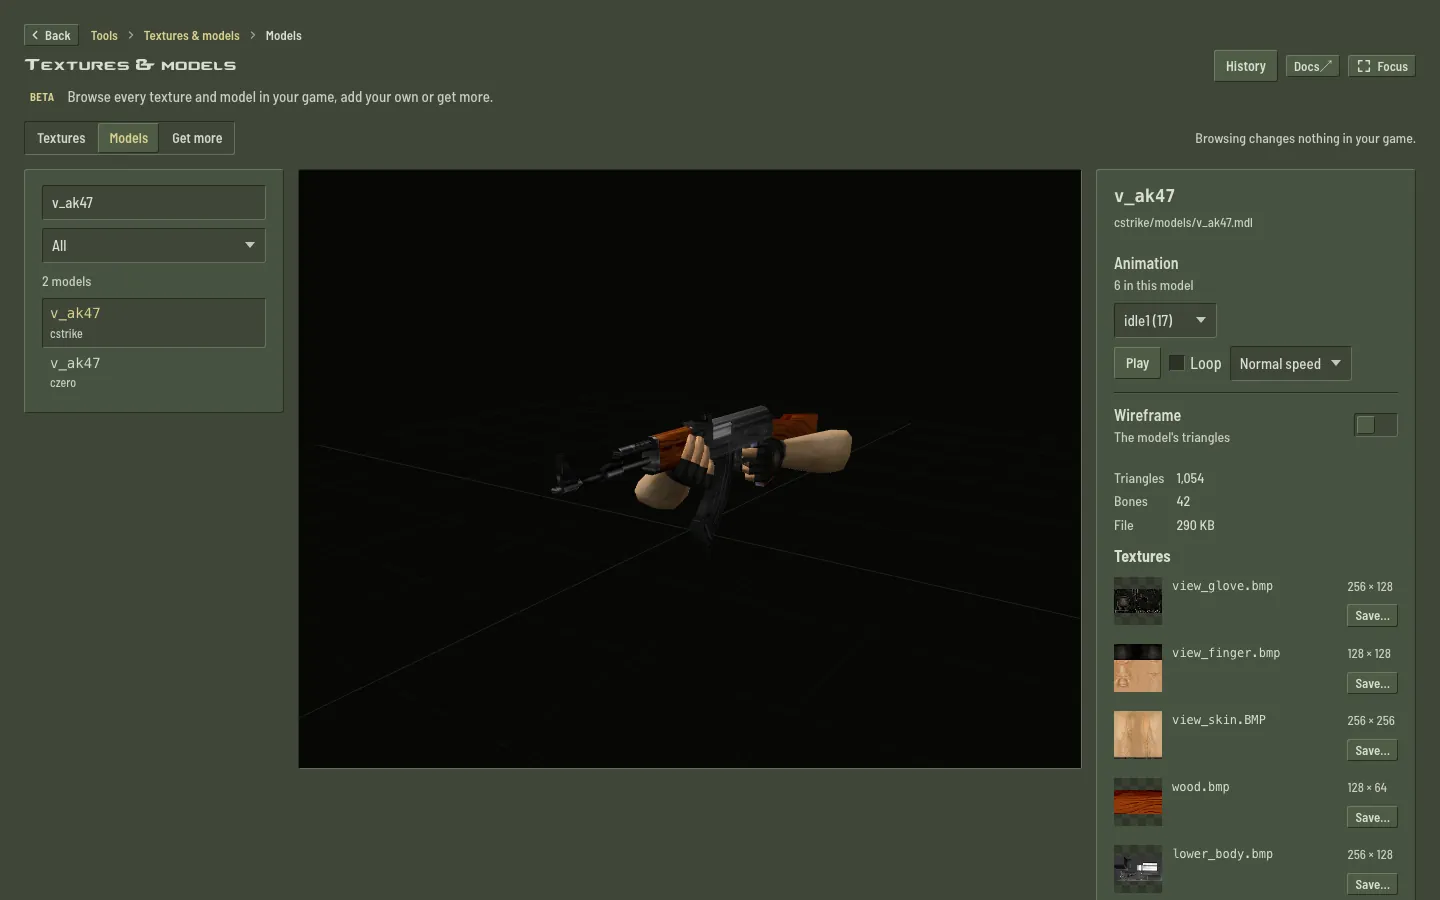 Back
Tools > Textures & models > Models
Textures & models
History
Docs
Focus
BETA Browse every texture and model in your game, add your own or get more.
Textures
Models
Get more
Browsing changes nothing in your game.
v_ak47
All
2 models
v_ak47
cstrike
v_ak47
czero
v_ak47
cstrike/models/v_ak47.mdl
Animation
6 in this model
idle1 (17)
Play
Loop
Normal speed
Wireframe
The model's triangles
Triangles 1,054
Bones 42
File 290 KB
Textures
view_glove.bmp 256 × 128
Save...
view_finger.bmp 128 × 128
Save...
view_skin.BMP 256 × 256
Save...
wood.bmp 128 × 64
Save...
lower_body.bmp 256 × 128
Save...